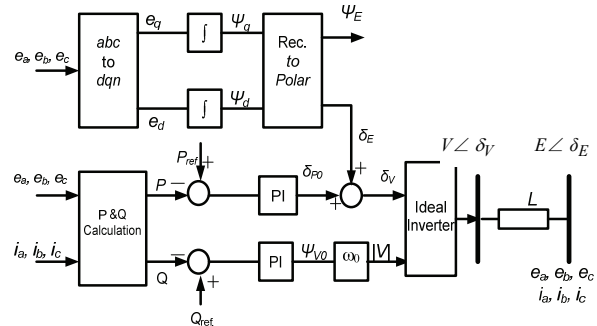 abc
to
dqn
e_q
∫
Ψ_q
Rec.
to
Polar
Ψ_E
e_a, e_b, e_c
e_d
∫
Ψ_d
δ_E
V∠ δ_V
E∠ δ_E
P_ref
+
+
e_a, e_b, e_c
P
−
PI
δ_P0
+
δ_V
P &Q
Calculation
Ideal
Inverter
L
i_a, i_b, i_c
Q
−
+
PI
Ψ_V0
ω_0
|V|
e_a, e_b, e_c
i_a, i_b, i_c
Q_ref.